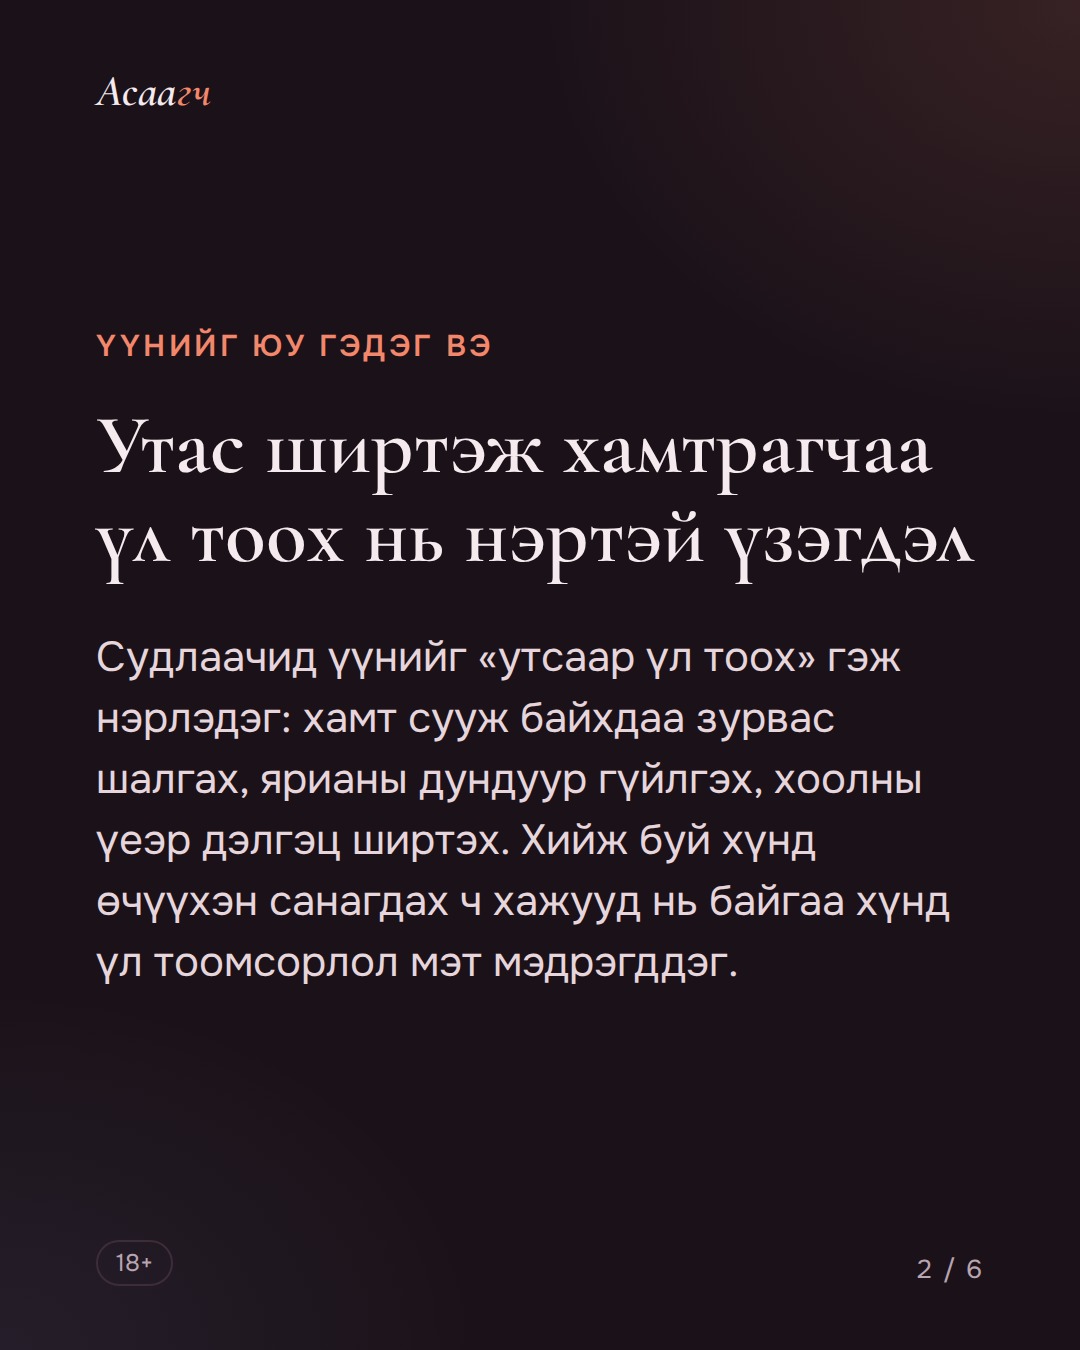 Асаагч
ҮҮНИЙГ ЮУ ГЭДЭГ ВЭ
Утас ширтэж хамтрагчаа
үл тоох нь нэртэй үзэгдэл
Судлаачид үүнийг «утсаар үл тоох» гэж
нэрлэдэг: хамт сууж байхдаа зурвас
шалгах, ярианы дундуур гүйлгэх, хоолны
үеэр дэлгэц ширтэх. Хийж буй хүнд
өчүүхэн санагдах ч хажууд нь байгаа хүнд
үл тоомсорлол мэт мэдрэгддэг.
18+
2 / 6